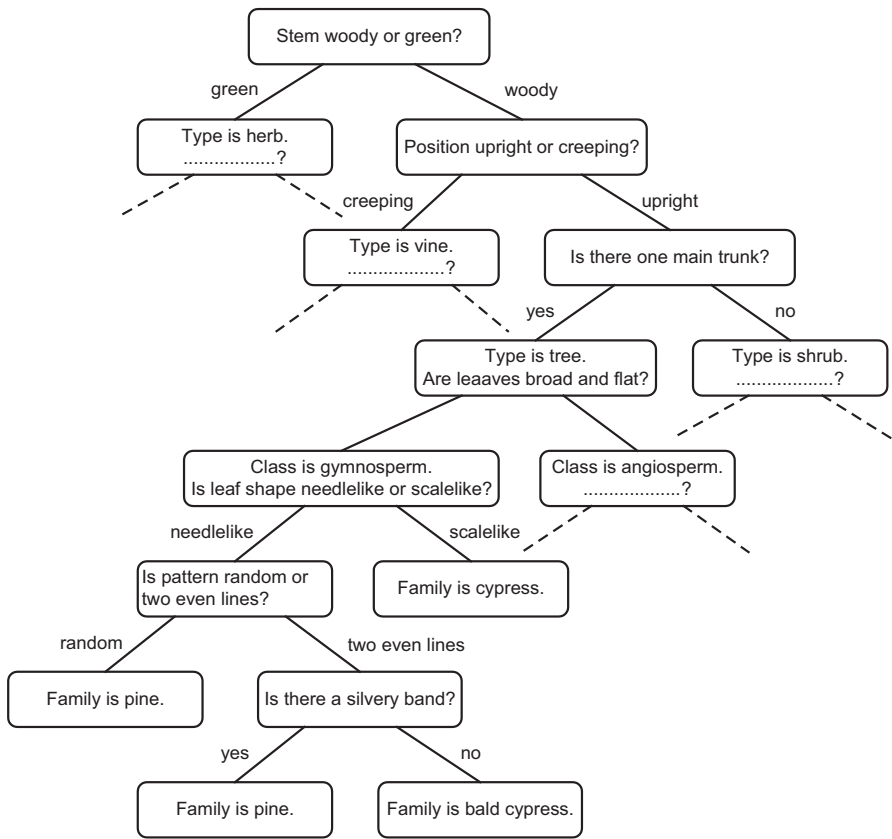 Stem woody or green?
green
woody
Type is herb.
..................?
Position upright or creeping?
creeping
upright
Type is vine.
...................?
Is there one main trunk?
yes
no
Type is tree.
Are leaaves broad and flat?
Type is shrub.
...................?
Class is gymnosperm.
Is leaf shape needlelike or scalelike?
Class is angiosperm.
...................?
needlelike
scalelike
Is pattern random or
two even lines?
Family is cypress.
random
two even lines
Family is pine.
Is there a silvery band?
yes
no
Family is pine.
Family is bald cypress.